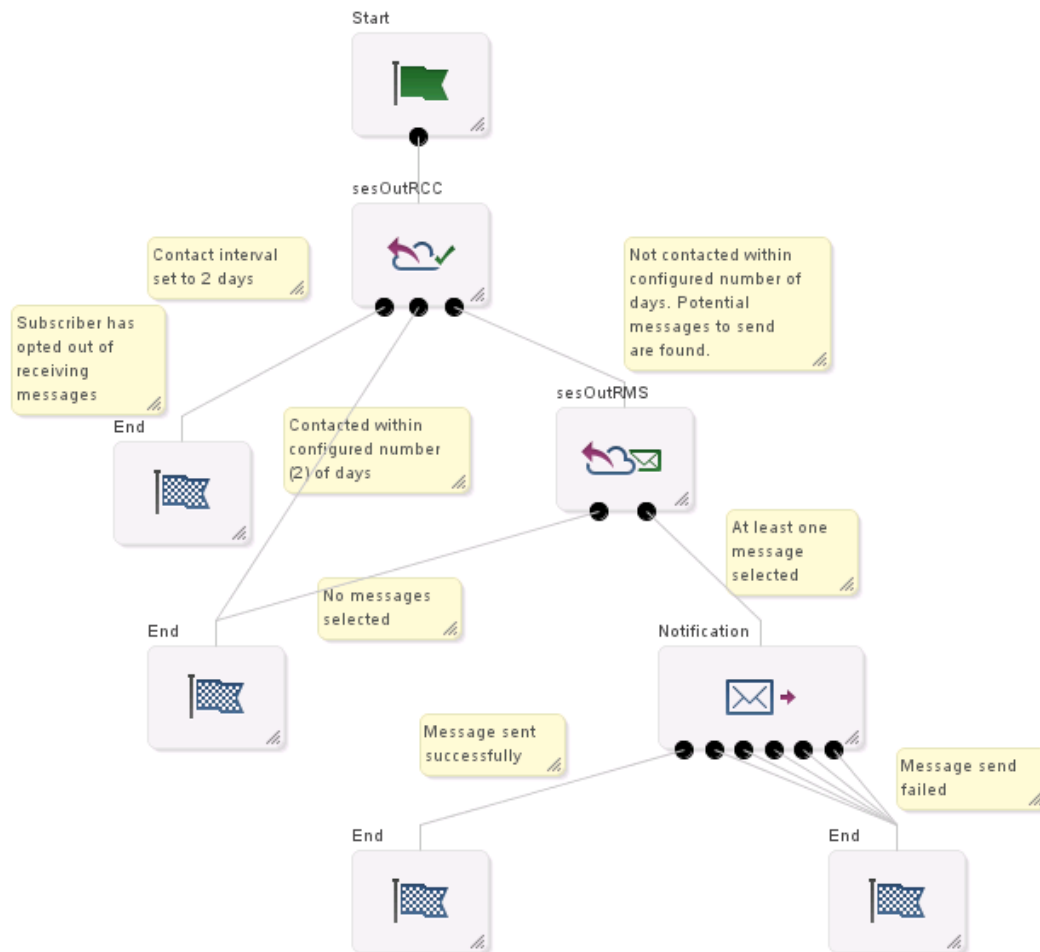 Start
sesOutRCC
Contact interval
set to 2 days
Not contacted within
configured number of
days. Potential
messages to send
are found.
Subscriber has
opted out of
receiving
messages
End
sesOutRMS
Contacted within
configured number
(2) of days
At least one
message
selected
No messages
selected
End
Notification
Message sent
successfully
Message send
failed
End
End